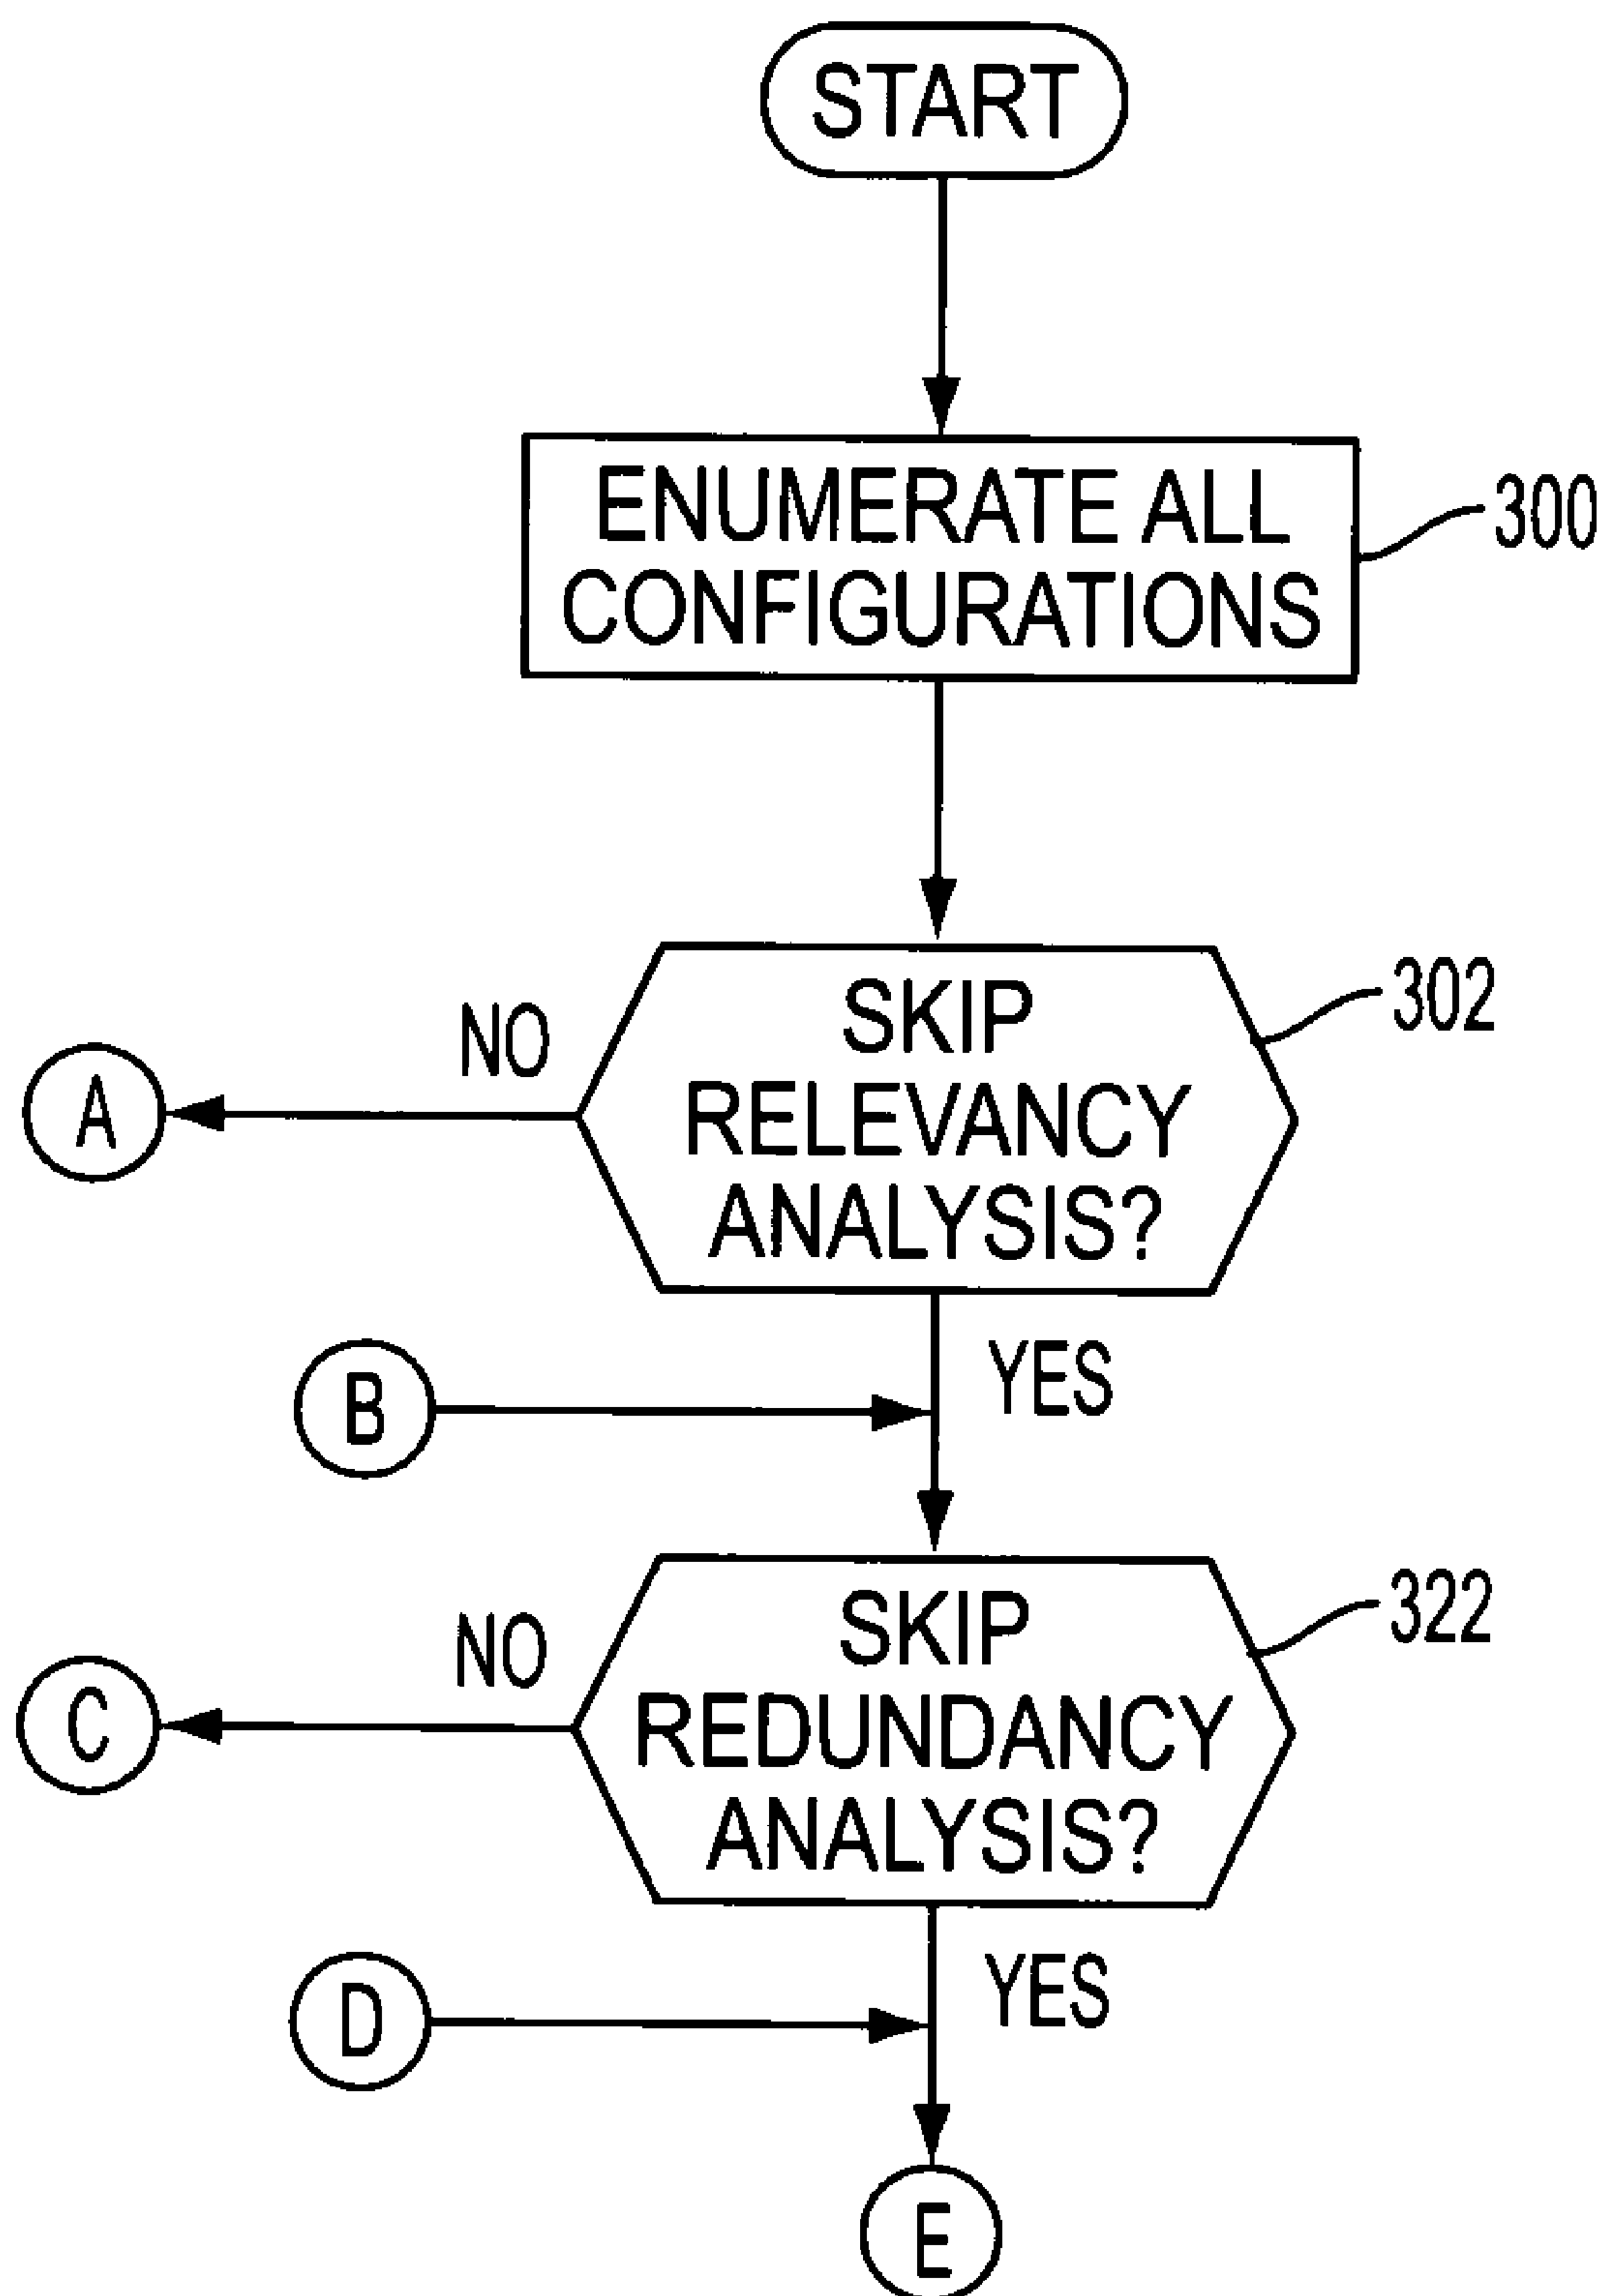 START
ENUMERATE ALL
CONFIGURATIONS
300
SKIP
RELEVANCY
ANALYSIS?
302
NO
A
YES
B
SKIP
REDUNDANCY
ANALYSIS?
322
NO
C
YES
D
E